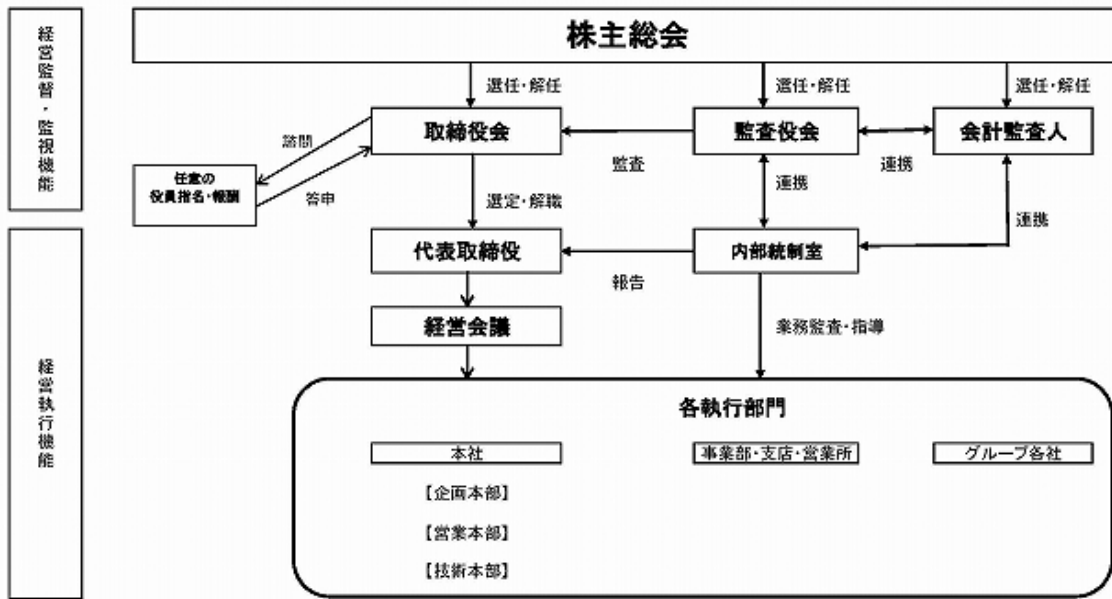 経営監督・監視機能
株主総会
選任・解任
選任・解任
選任・解任
取締役会
監査役会
会計監査人
諮問
監査
連携
任意の
役員指名・報酬
答申
選定・解職
連携
連携
代表取締役
内部統制室
報告
経営会議
業務監査・指導
経営執行機能
各執行部門
本社
事業部・支店・営業所
グループ各社
【企画本部】
【営業本部】
【技術本部】